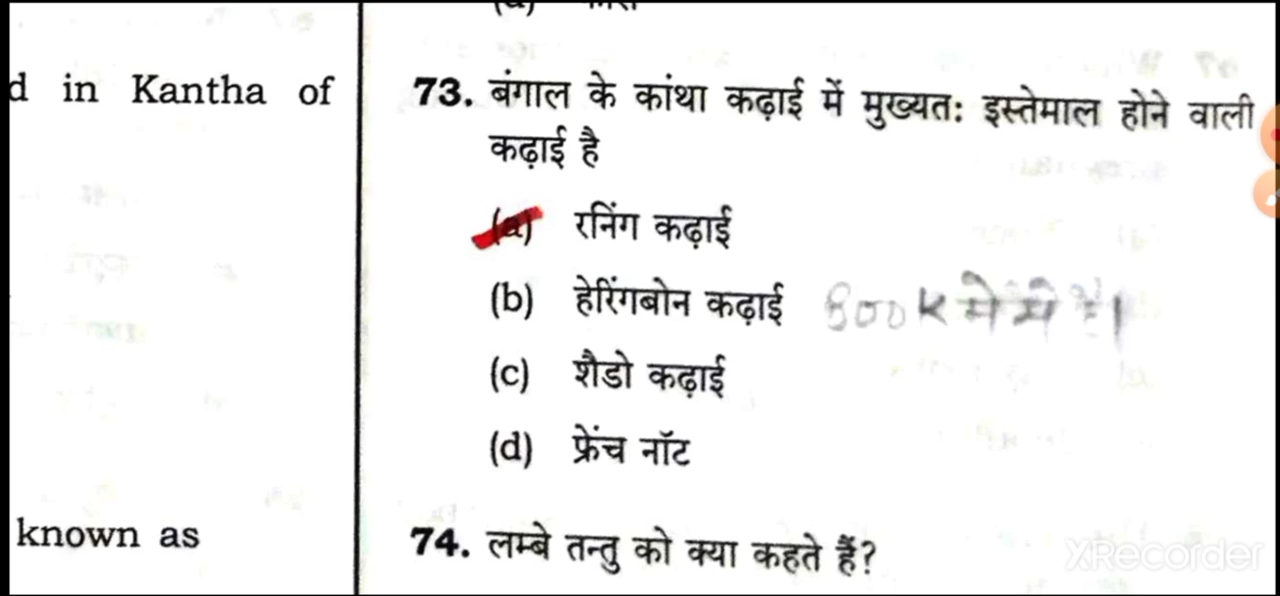 d in Kantha of
known as
73. बंगाल के कांथा कढ़ाई में मुख्यत: इस्तेमाल होने वाली
कढ़ाई है
(a) रनिंग कढ़ाई
(b) हेरिंगबोन कढ़ाई BOOK मे
(c) शैडो कढ़ाई
(d) फ्रेंच नॉट
74. लम्बे तन्तु को क्या कहते हैं?
XRecorder